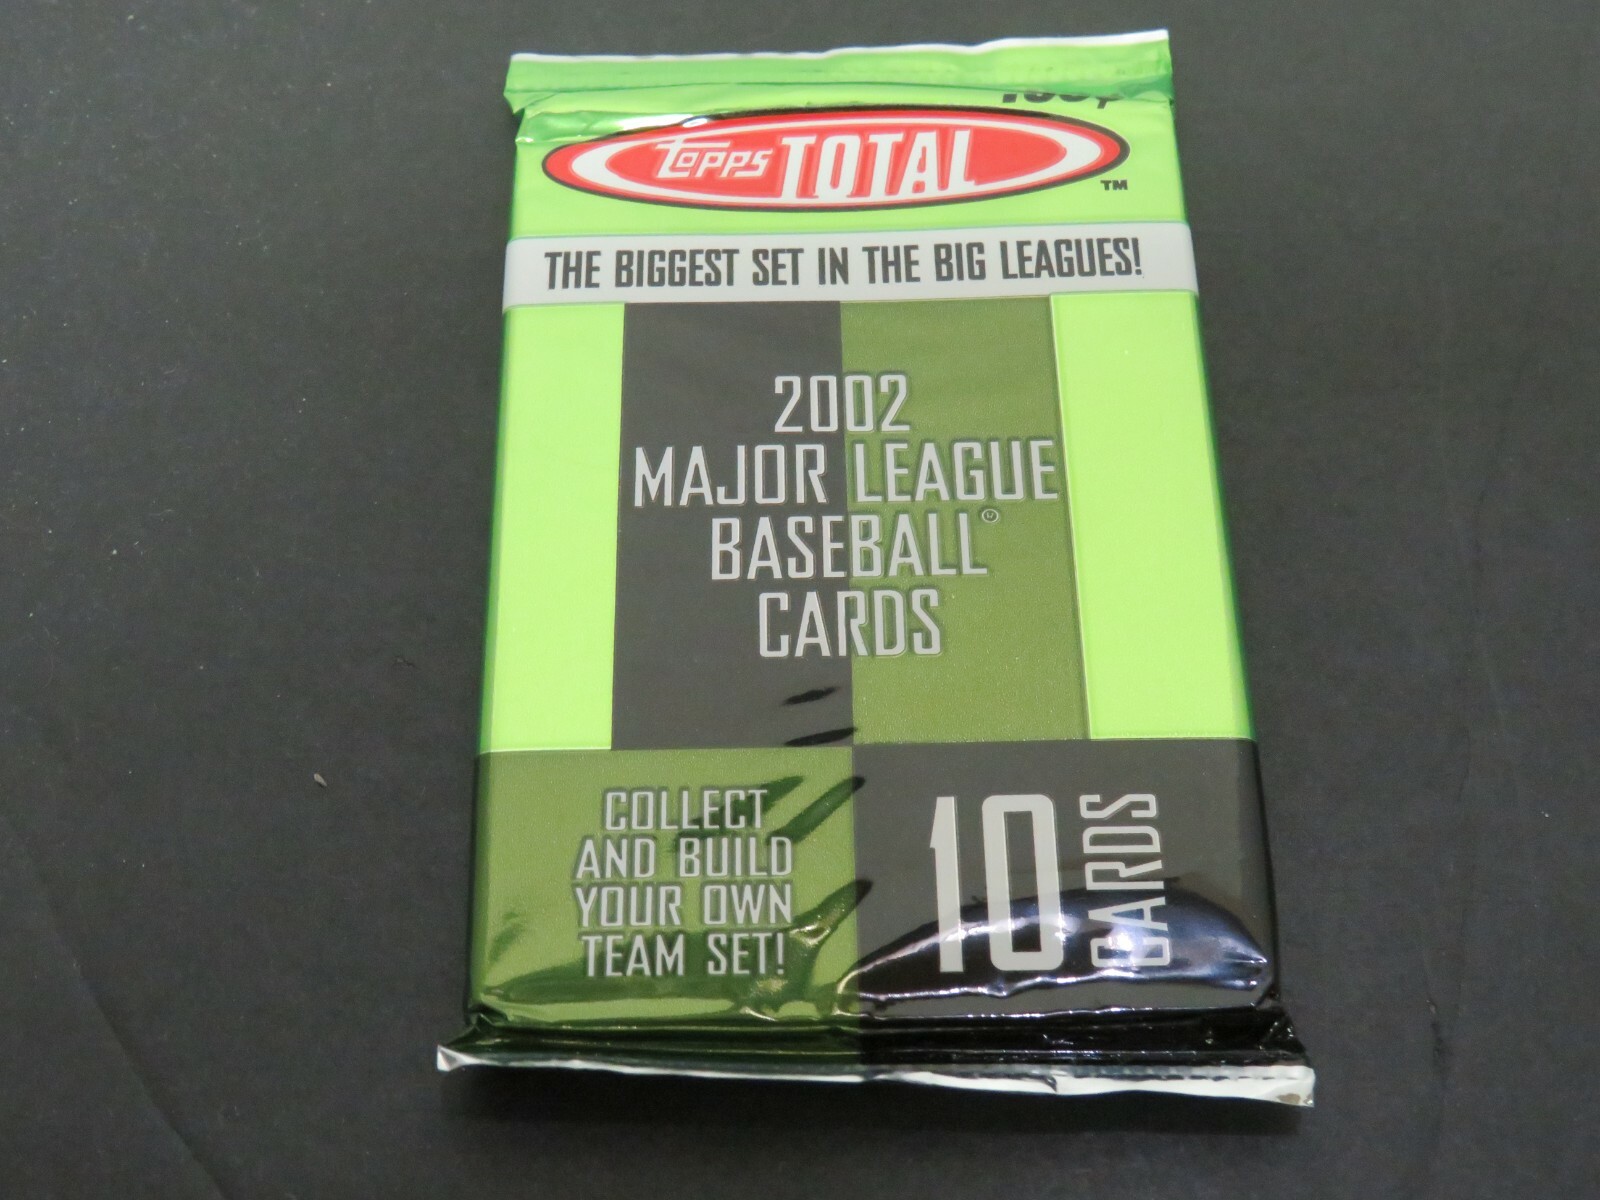 Topps TOTAL
TM
THE BIGGEST SET IN THE BIG LEAGUES!
2002
MAJOR LEAGUE
BASEBALL®
CARDS
COLLECT
AND BUILD
YOUR OWN
TEAM SET!
10
CARDS